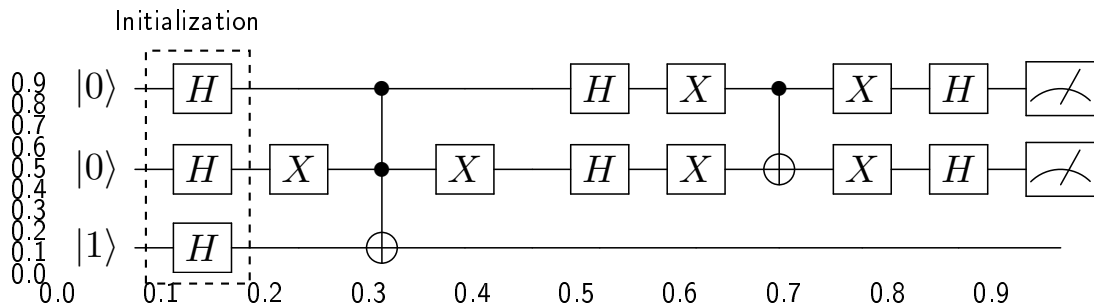 Initialization
0.9
0.8
0.7
0.6
0.5
0.4
0.3
0.2
0.1
0.0
|0⟩ H H X X H
|0⟩ H X X H X X H
|1⟩ H
0.0 0.1 0.2 0.3 0.4 0.5 0.6 0.7 0.8 0.9